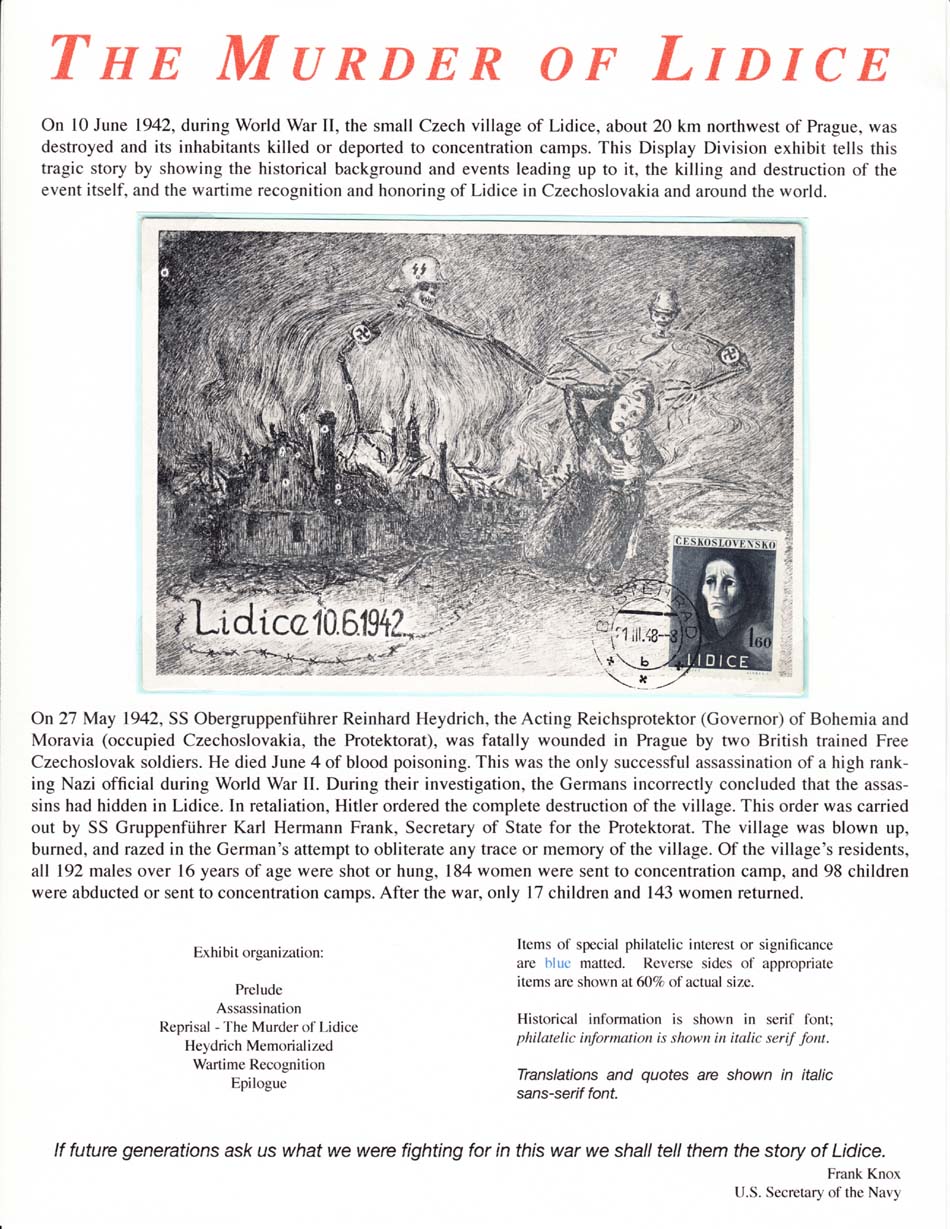 THE MURDER OF LIDICE
On 10 June 1942, during World War II, the small Czech village of Lidice, about 20 km northwest of Prague, was
destroyed and its inhabitants killed or deported to concentration camps. This Display Division exhibit tells this
tragic story by showing the historical background and events leading up to it, the killing and destruction of the
event itself, and the wartime recognition and honoring of Lidice in Czechoslovakia and around the world.
ČESKOSLOVENSKO
1 60
LIDICE
Lidice 10.6.1942
b
On 27 May 1942, SS Obergruppenführer Reinhard Heydrich, the Acting Reichsprotektor (Governor) of Bohemia and
Moravia (occupied Czechoslovakia, the Protektorat), was fatally wounded in Prague by two British trained Free
Czechoslovak soldiers. He died June 4 of blood poisoning. This was the only successful assassination of a high rank-
ing Nazi official during World War II. During their investigation, the Germans incorrectly concluded that the assas-
sins had hidden in Lidice. In retaliation, Hitler ordered the complete destruction of the village. This order was carried
out by SS Gruppenführer Karl Hermann Frank, Secretary of State for the Protektorat. The village was blown up,
burned, and razed in the German's attempt to obliterate any trace or memory of the village. Of the village's residents,
all 192 males over 16 years of age were shot or hung, 184 women were sent to concentration camp, and 98 children
were abducted or sent to concentration camps. After the war, only 17 children and 143 women returned.
Exhibit organization:
Prelude
Assassination
Reprisal - The Murder of Lidice
Heydrich Memorialized
Wartime Recognition
Epilogue
Items of special philatelic interest or significance
are blue matted. Reverse sides of appropriate
items are shown at 60% of actual size.
Historical information is shown in serif font;
philatelic information is shown in italic serif font.
Translations and quotes are shown in italic
sans-serif font.
If future generations ask us what we were fighting for in this war we shall tell them the story of Lidice.
Frank Knox
U.S. Secretary of the Navy